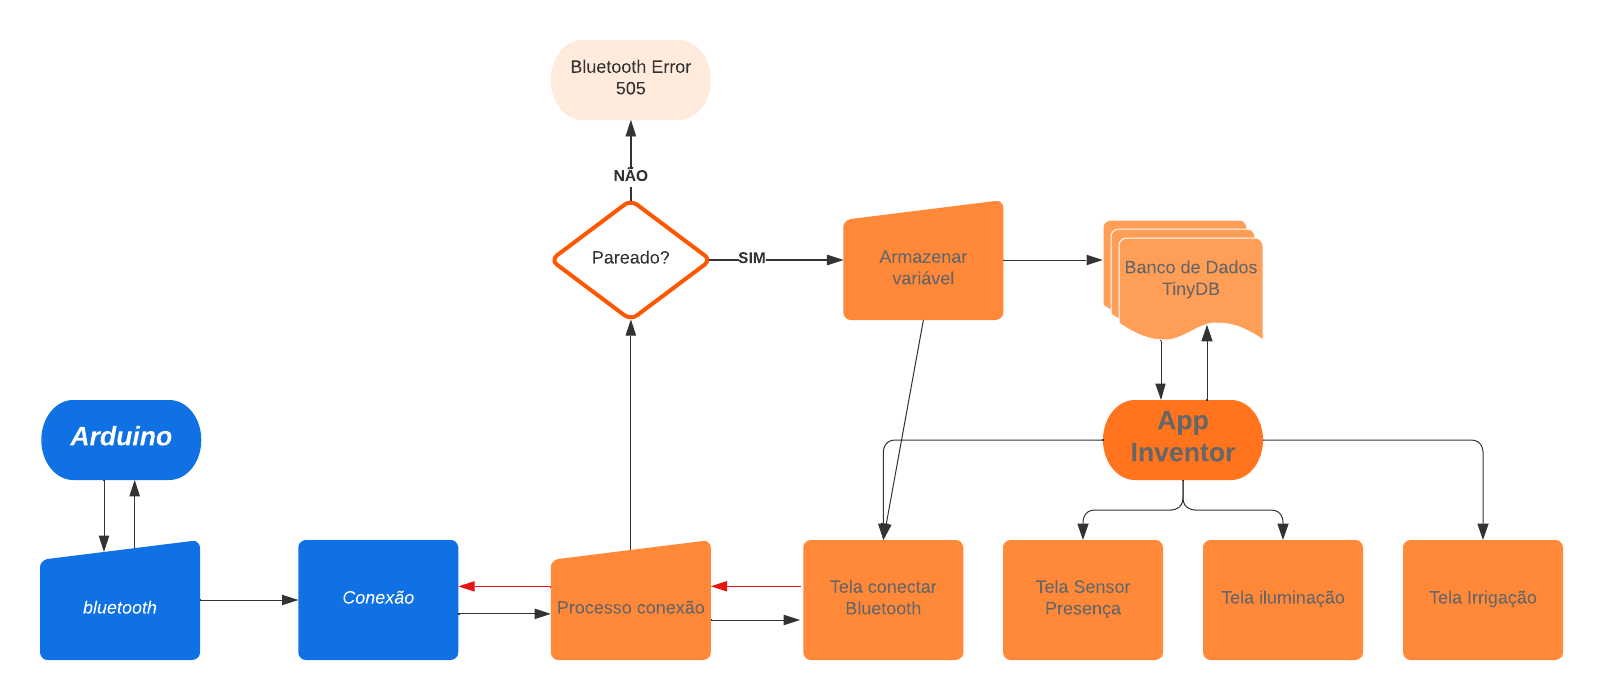 Bluetooth Error
505
NÃO
Pareado?
SIM
Armazenar
variável
Banco de Dados
TinyDB
Arduino
App
Inventor
bluetooth
Conexão
Processo conexão
Tela conectar
Bluetooth
Tela Sensor
Presença
Tela iluminação
Tela Irrigação